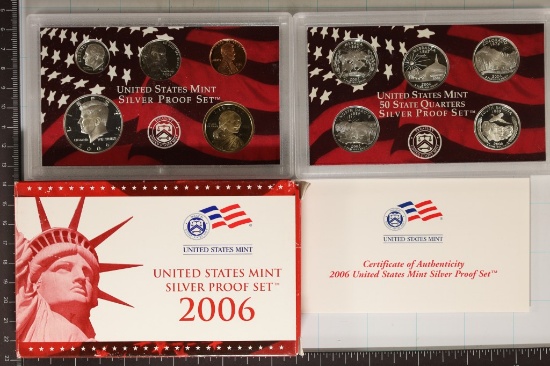 UNITED STATES MINT
SILVER PROOF SET™
UNITED STATES MINT
50 STATE QUARTERS
SILVER PROOF SET™
UNITED STATES MINT
UNITED STATES MINT
SILVER PROOF SET™
2006
UNITED STATES MINT
Certificate of Authenticity
2006 United States Mint Silver Proof Set™